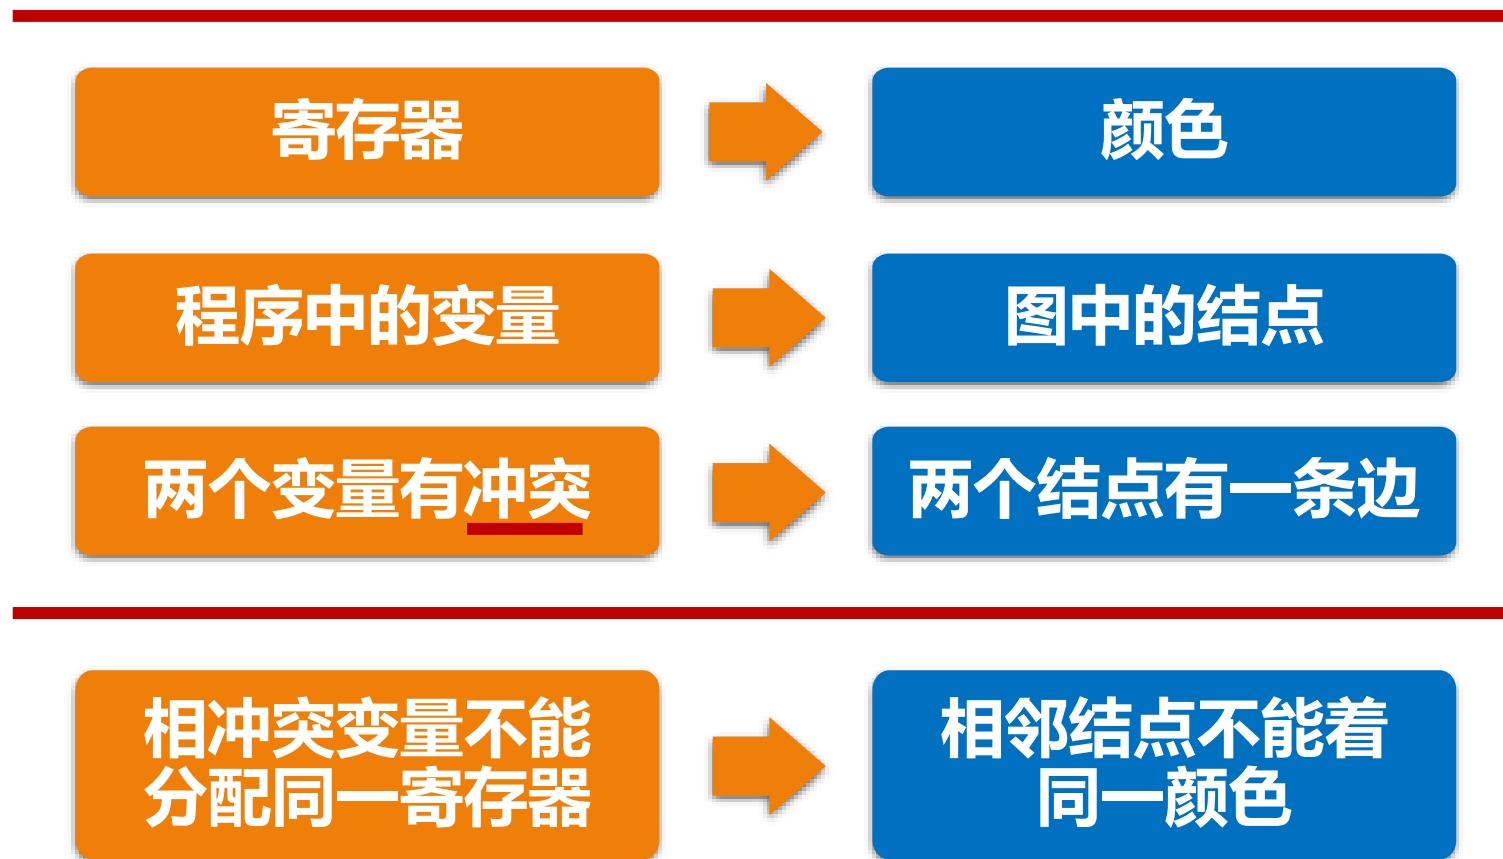 寄存器
颜色
程序中的变量
图中的结点
两个变量有冲突
两个结点有一条边
相冲突变量不能
分配同一寄存器
相邻结点不能着
同一颜色